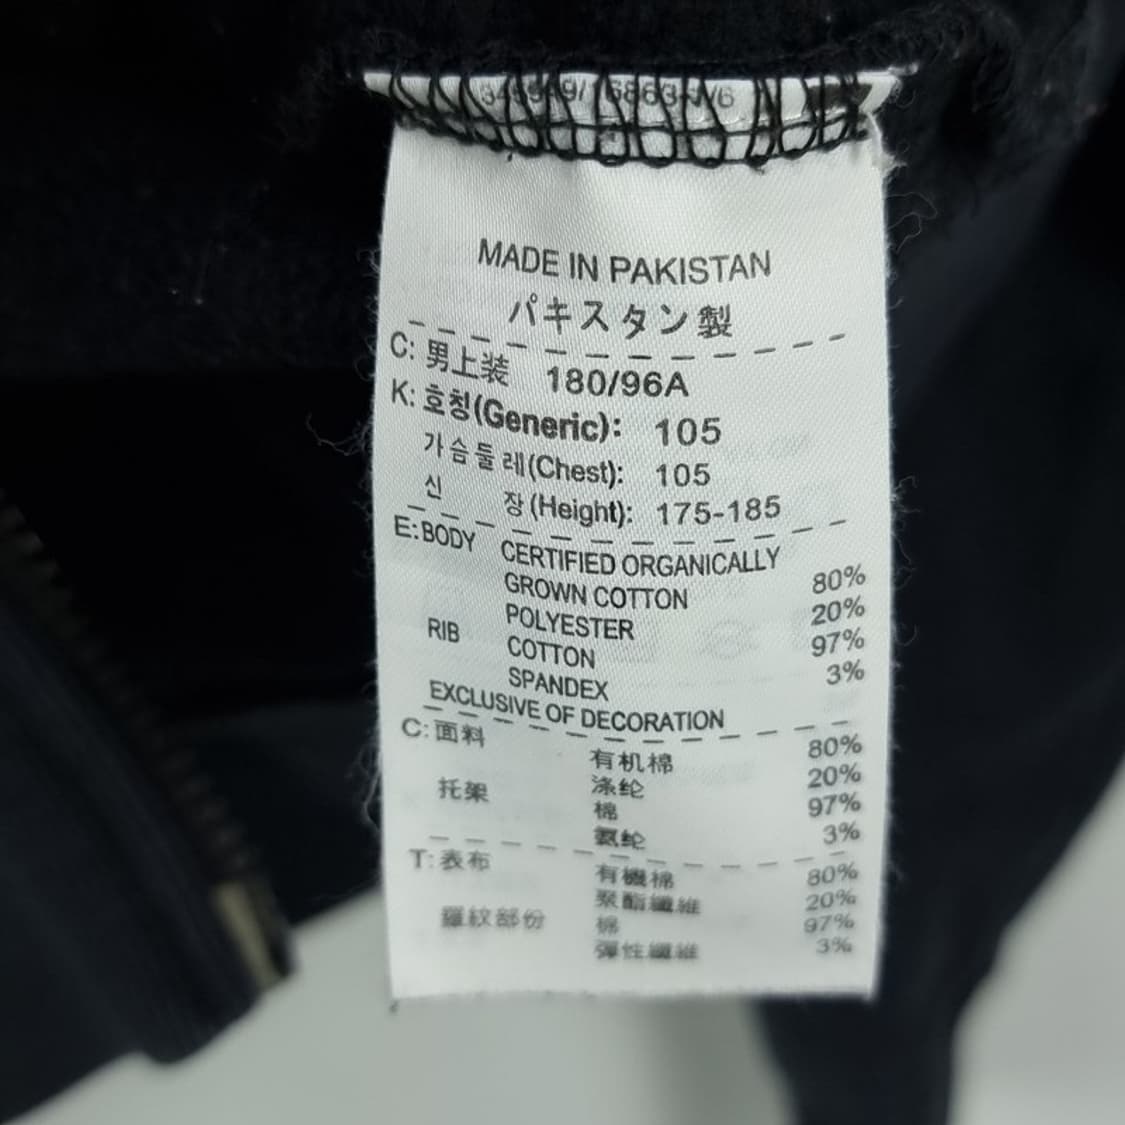 MADE IN PAKISTAN
パキスタン製
C: 男上装 180/96A
K: 호칭(Generic): 105
가슴둘레(Chest): 105
신 장(Height): 175-185
E: BODY CERTIFIED ORGANICALLY
GROWN COTTON 80%
POLYESTER 20%
RIB COTTON 97%
SPANDEX 3%
EXCLUSIVE OF DECORATION
C: 面料 有机棉 80%
涤纶 20%
托架 棉 97%
氨纶 3%
T: 表布 有機棉 80%
聚酯纖維 20%
羅紋部份 棉 97%
彈性纖維 3%